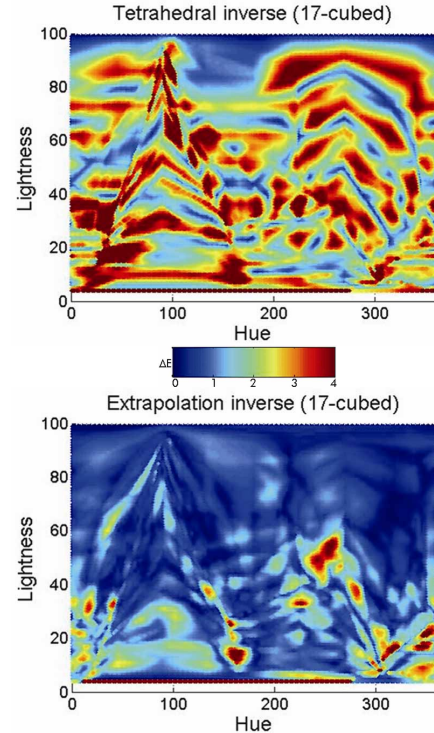 Tetrahedral inverse (17-cubed)
100
80
60
40
20
0
Lightness
0 100 200 300
Hue
ΔE
0 1 2 3 4
Extrapolation inverse (17-cubed)
100
80
60
40
20
0
Lightness
0 100 200 300
Hue